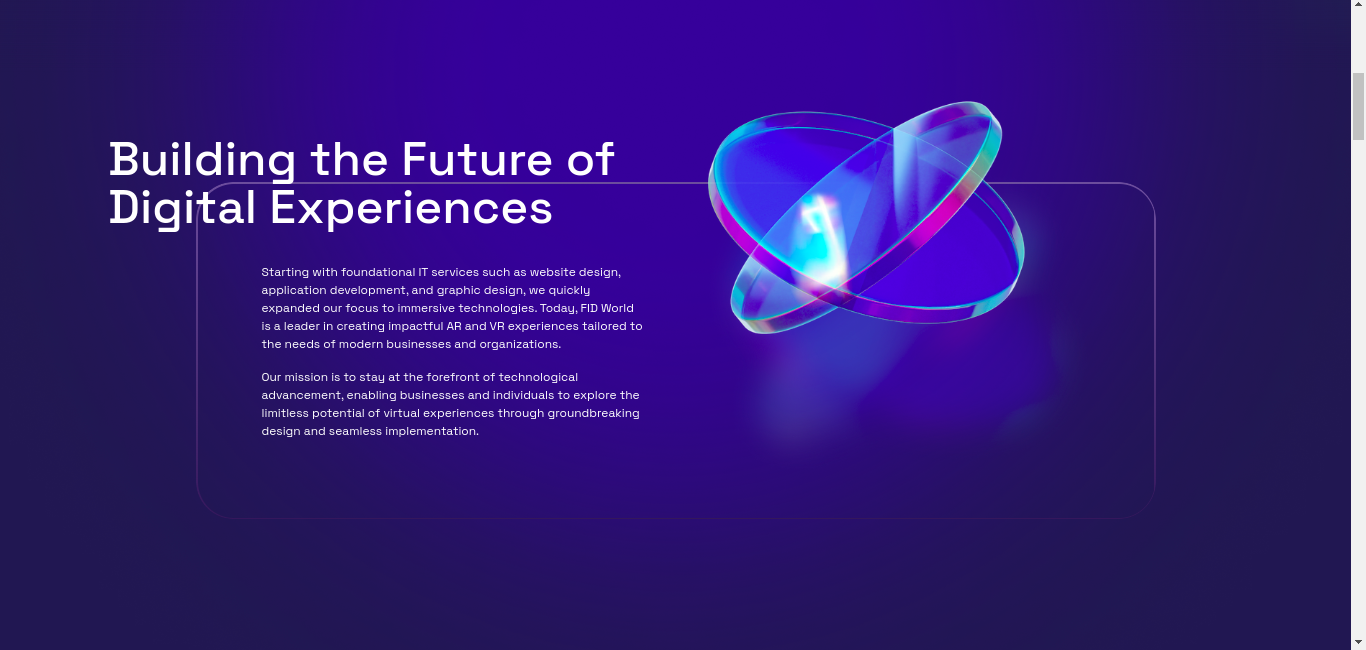 Building the Future of
Digital Experiences
Starting with foundational IT services such as website design,
application development, and graphic design, we quickly
expanded our focus to immersive technologies. Today, FID World
is a leader in creating impactful AR and VR experiences tailored to
the needs of modern businesses and organizations.
Our mission is to stay at the forefront of technological
advancement, enabling businesses and individuals to explore the
limitless potential of virtual experiences through groundbreaking
design and seamless implementation.